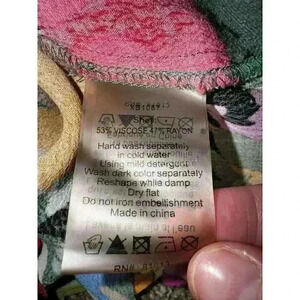 Shell:
53% VISCOSE 47% RAYON
Hand wash separately
in cold water
Using mild detergent
Wash dark color separately
Reshape while damp
Dry flat
Do not iron embellishment
Made in china